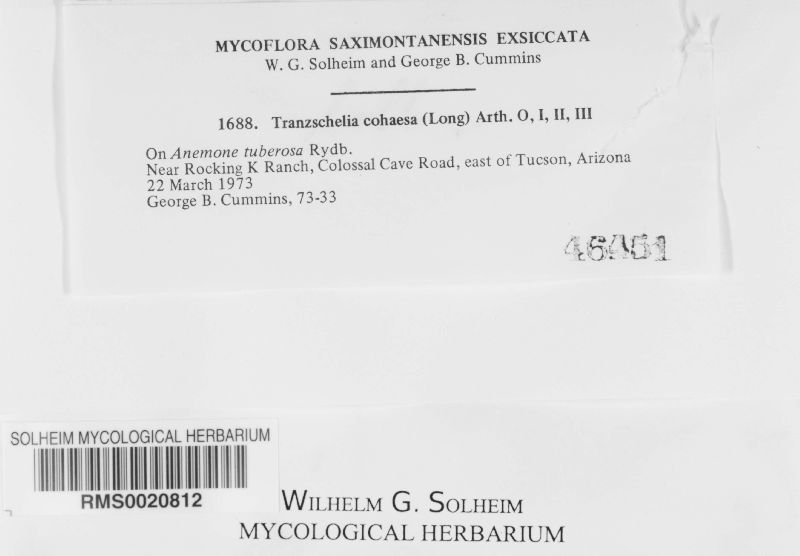 MYCOFLORA SAXIMONTANENSIS EXSICCATA
W. G. Solheim and George B. Cummins
1688. Tranzschelia cohaesa (Long) Arth. O, I, II, III
On Anemone tuberosa Rydb.
Near Rocking K Ranch, Colossal Cave Road, east of Tucson, Arizona
22 March 1973
George B. Cummins, 73-33
SOLHEIM MYCOLOGICAL HERBARIUM
RMS0020812
WILHELM G. SOLHEIM
MYCOLOGICAL HERBARIUM